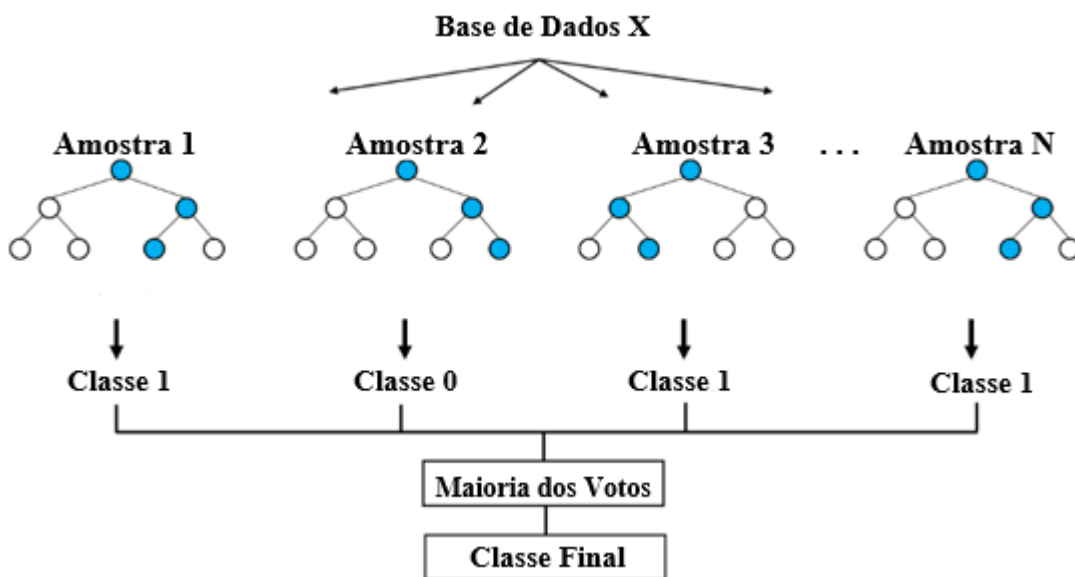 Base de Dados X
Amostra 1
Amostra 2
Amostra 3
. . .
Amostra N
Classe 1
Classe 0
Classe 1
Classe 1
Maioria dos Votos
Classe Final